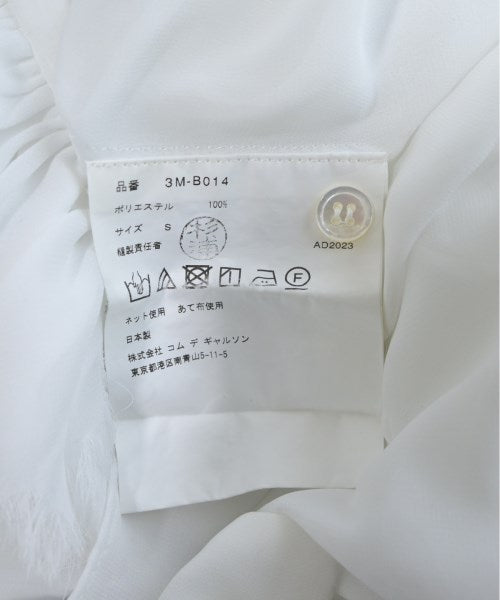 品番 3M-B014
ポリエステル 100%
サイズ S
縫製責任者
AD2023
ネット使用 あて布使用
日本製
株式会社 コム デ ギャルソン
東京都港区南青山5-11-5